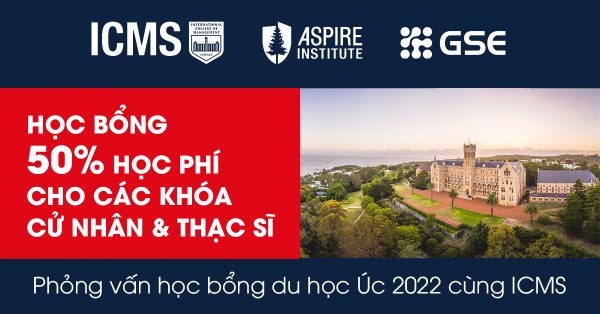 ICMS
INTERNATIONAL
COLLEGE OF
MANAGEMENT
SYDNEY
ASPIRE
INSTITUTE
GSE
HỌC BỔNG
50% HỌC PHÍ
CHO CÁC KHÓA
CỬ NHÂN & THẠC SĨ
Phỏng vấn học bổng du học Úc 2022 cùng ICMS